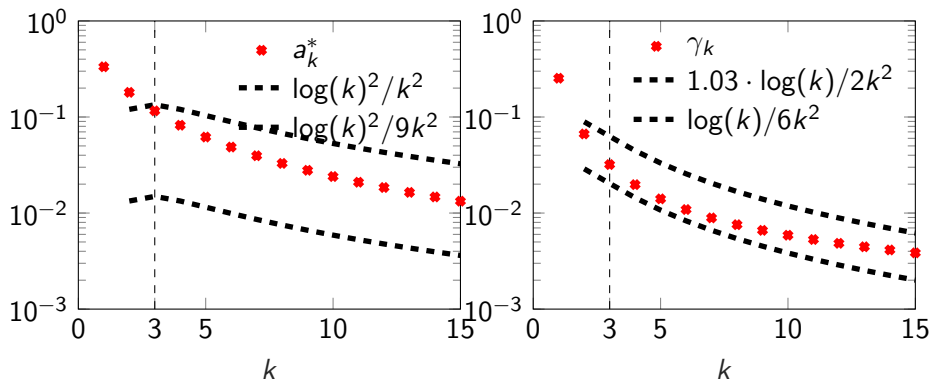 10^0
10^{-1}
10^{-2}
10^{-3}
a_k^*
log(k)^2/k^2
log(k)^2/9k^2
0 3 5 10 15
k
10^0
10^{-1}
10^{-2}
10^{-3}
γ_k
1.03 · log(k)/2k^2
log(k)/6k^2
0 3 5 10 15
k